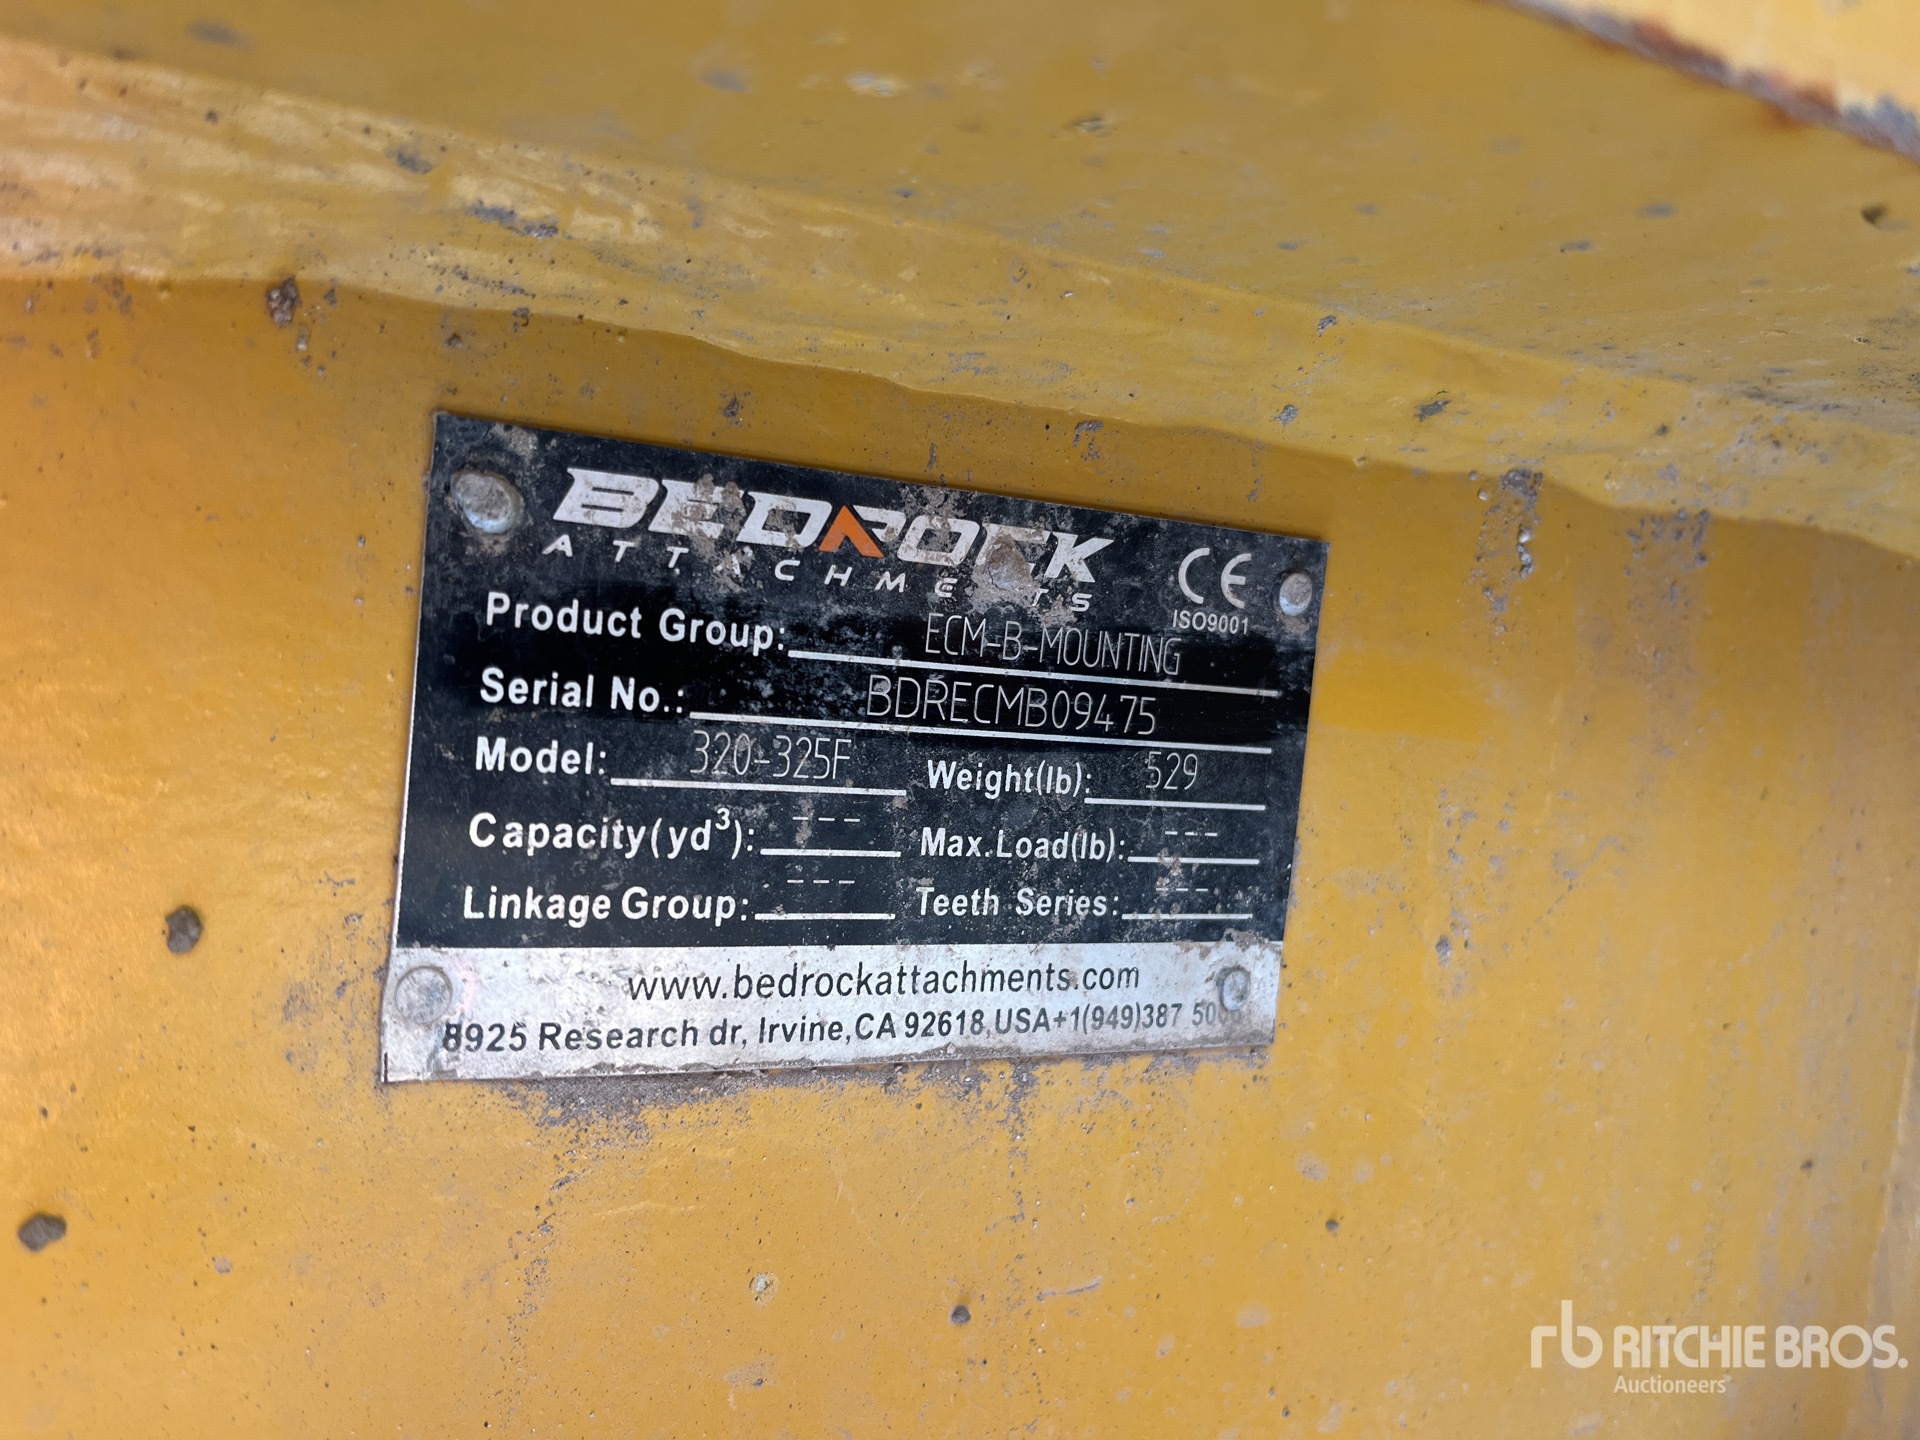 BEDROCK
ATTACHMENTS
CE
ISO9001
Product Group: ECM-B-MOUNTING
Serial No.: BDRECMB09475
Model: 320-325F Weight(lb): 529
Capacity(yd³): --- Max.Load(lb): ---
Linkage Group: --- Teeth Series: ---
www.bedrockattachments.com
8925 Research dr, Irvine,CA 92618,USA+1(949)387
rb RITCHIE BROS.
Auctioneers